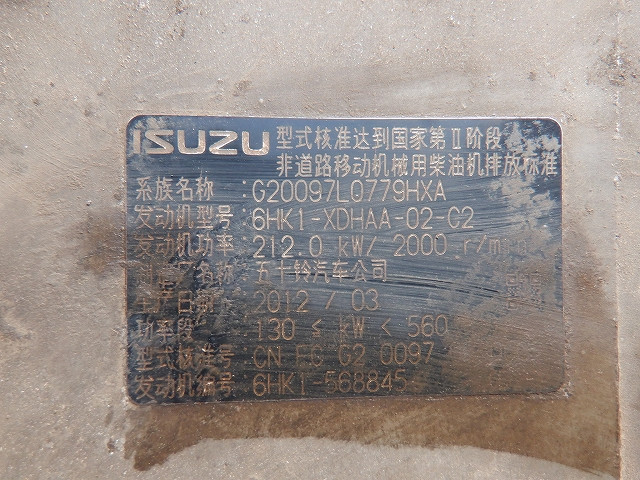 ISUZU 型式核准达到国家第Ⅱ阶段
非道路移动机械用柴油机排放标准
系族名称 : G20097LQ779HXA
发动机型号: 6HK1-XDHAA-02-C2
发动机功率: 212.0 kW/ 2000 r/min
名称 : 五十铃汽车公司
生产日期 : 2012 / 03
功率段 : 130 ≤ kW < 560
型式核准号: CN EG G2 0097
发动机编号: 6HK1-568845